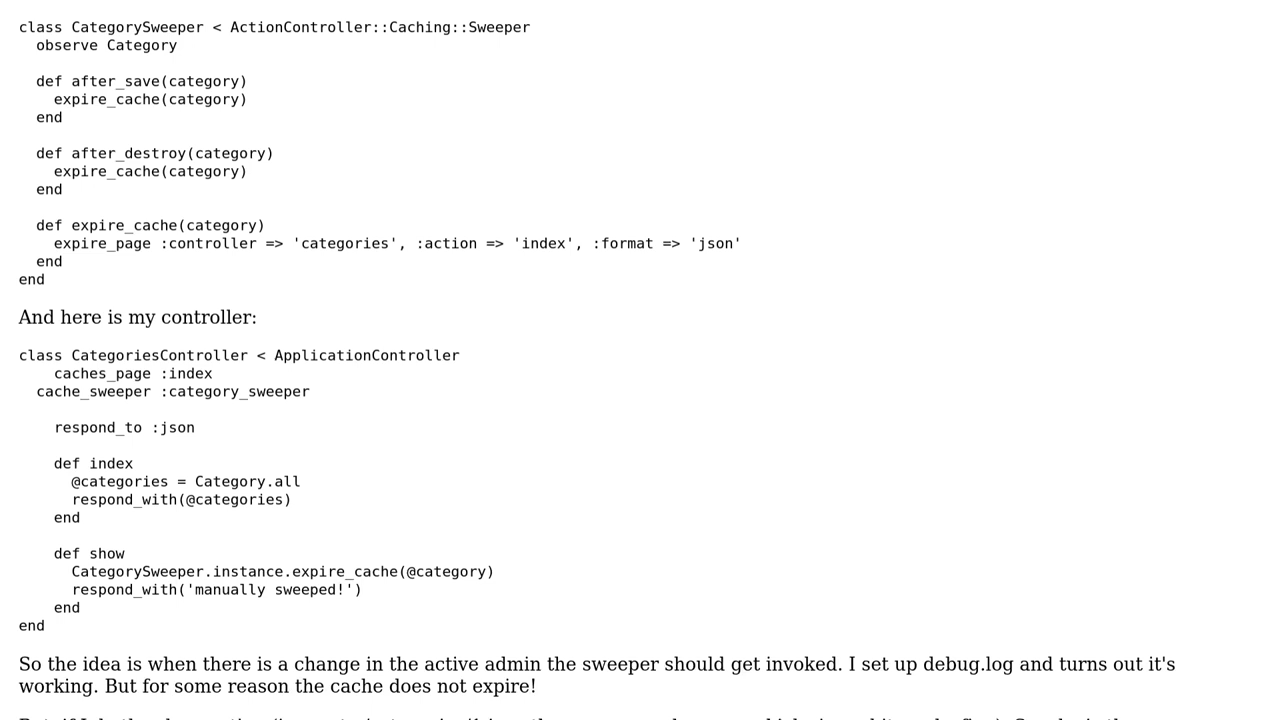 class CategorySweeper < ActionController::Caching::Sweeper
  observe Category

  def after_save(category)
    expire_cache(category)
  end

  def after_destroy(category)
    expire_cache(category)
  end

  def expire_cache(category)
    expire_page :controller => 'categories', :action => 'index', :format => 'json'
  end
end
And here is my controller:
class CategoriesController < ApplicationController
    caches_page :index
  cache_sweeper :category_sweeper

    respond_to :json

    def index
      @categories = Category.all
      respond_with(@categories)
    end

    def show
      CategorySweeper.instance.expire_cache(@category)
      respond_with('manually sweeped!')
    end
end
So the idea is when there is a change in the active admin the sweeper should get invoked. I set up debug.log and turns out it's
working. But for some reason the cache does not expire!